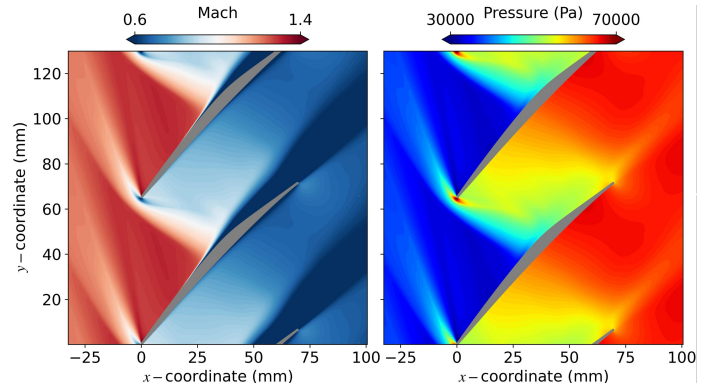 Mach
0.6 1.4
Pressure (Pa)
30000 70000
y − coordinate (mm)
120
100
80
60
40
20
−25 0 25 50 75 100
x − coordinate (mm)
−25 0 25 50 75 100
x − coordinate (mm)